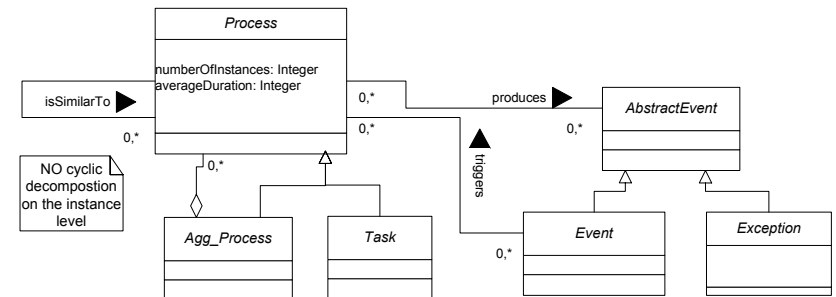 Process
numberOfInstances: Integer
averageDuration: Integer
isSimilarTo
0,*
0,*
produces
0,*
AbstractEvent
0,*
triggers
0,*
NO cyclic
decompostion
on the instance
level
0,*
Agg_Process
Task
Event
0,*
Exception